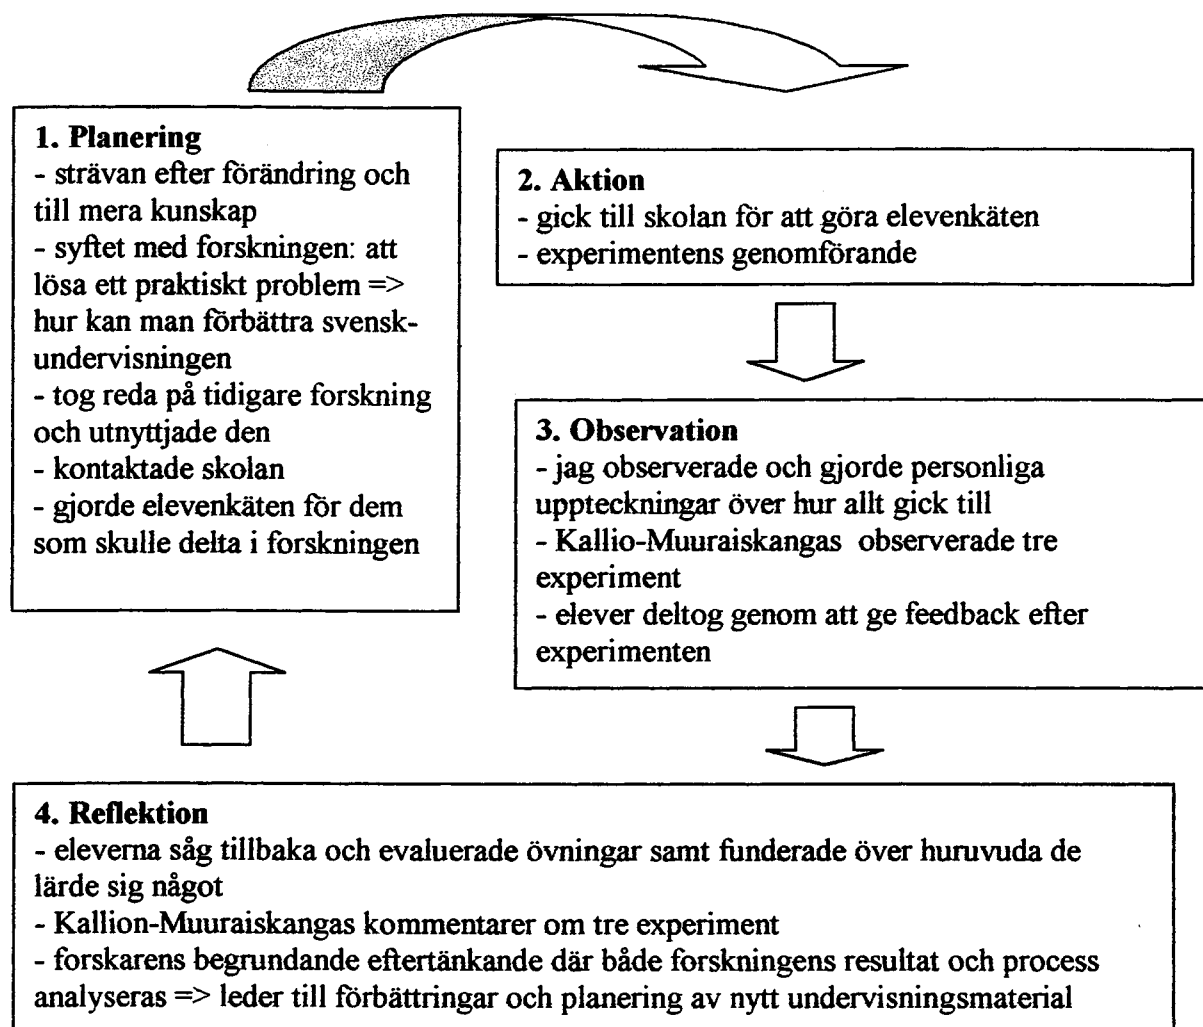 1. Planering
- strävan efter förändring och
till mera kunskap
- syftet med forskningen: att
lösa ett praktiskt problem =>
hur kan man förbättra svensk-
undervisningen
- tog reda på tidigare forskning
och utnyttjade den
- kontaktade skolan
- gjorde elevenkäten för dem
som skulle delta i forskningen
2. Aktion
- gick till skolan för att göra elevenkäten
- experimentens genomförande
3. Observation
- jag observerade och gjorde personliga
uppteckningar över hur allt gick till
- Kallio-Muuraiskangas observerade tre
experiment
- elever deltog genom att ge feedback efter
experimenten
4. Reflektion
- eleverna såg tillbaka och evaluerade övningar samt funderade över huruvuda de
lärde sig något
- Kallion-Muuraiskangas kommentarer om tre experiment
- forskarens begrundande eftertänkande där både forskningens resultat och process
analyseras => leder till förbättringar och planering av nytt undervisningsmaterial